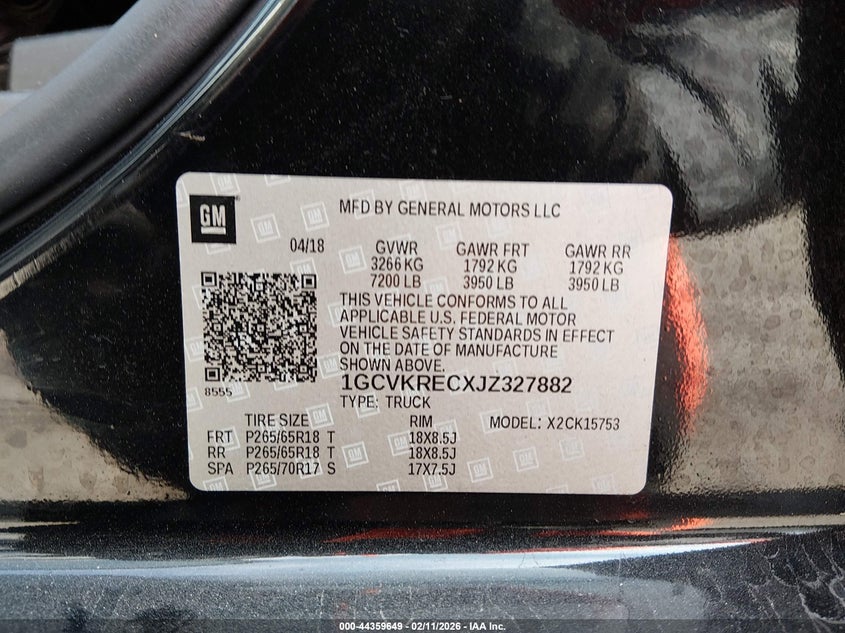 GM
MFD BY GENERAL MOTORS LLC
04/18 GVWR GAWR FRT GAWR RR
3266 KG 1792 KG 1792 KG
7200 LB 3950 LB 3950 LB
THIS VEHICLE CONFORMS TO ALL
APPLICABLE U.S. FEDERAL MOTOR
VEHICLE SAFETY STANDARDS IN EFFECT
ON THE DATE OF MANUFACTURE
SHOWN ABOVE.
8555
1GCVKRECXJZ327882
TYPE: TRUCK
TIRE SIZE RIM MODEL: X2CK15753
FRT P265/65R18 T 18X8.5J
RR P265/65R18 T 18X8.5J
SPA P265/70R17 S 17X7.5J
000-44359649 - 02/11/2026 - IAA Inc.